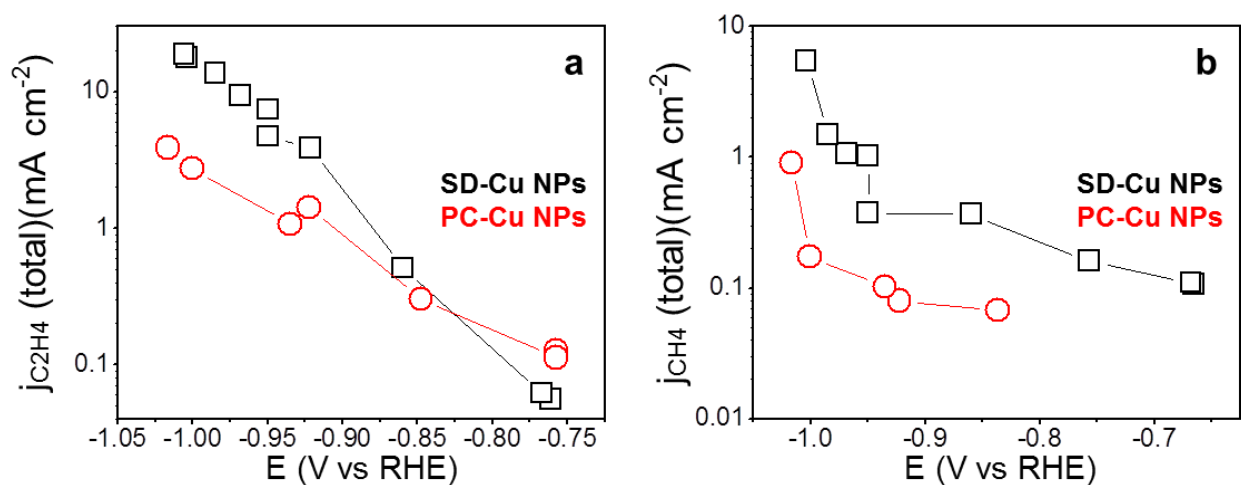 a
10
1
0.1
j_C2H4 (total)(mA cm^-2)
SD-Cu NPs
PC-Cu NPs
-1.05 -1.00 -0.95 -0.90 -0.85 -0.80 -0.75
E (V vs RHE)
b
10
1
0.1
0.01
j_CH4 (total)(mA cm^-2)
SD-Cu NPs
PC-Cu NPs
-1.0 -0.9 -0.8 -0.7
E (V vs RHE)